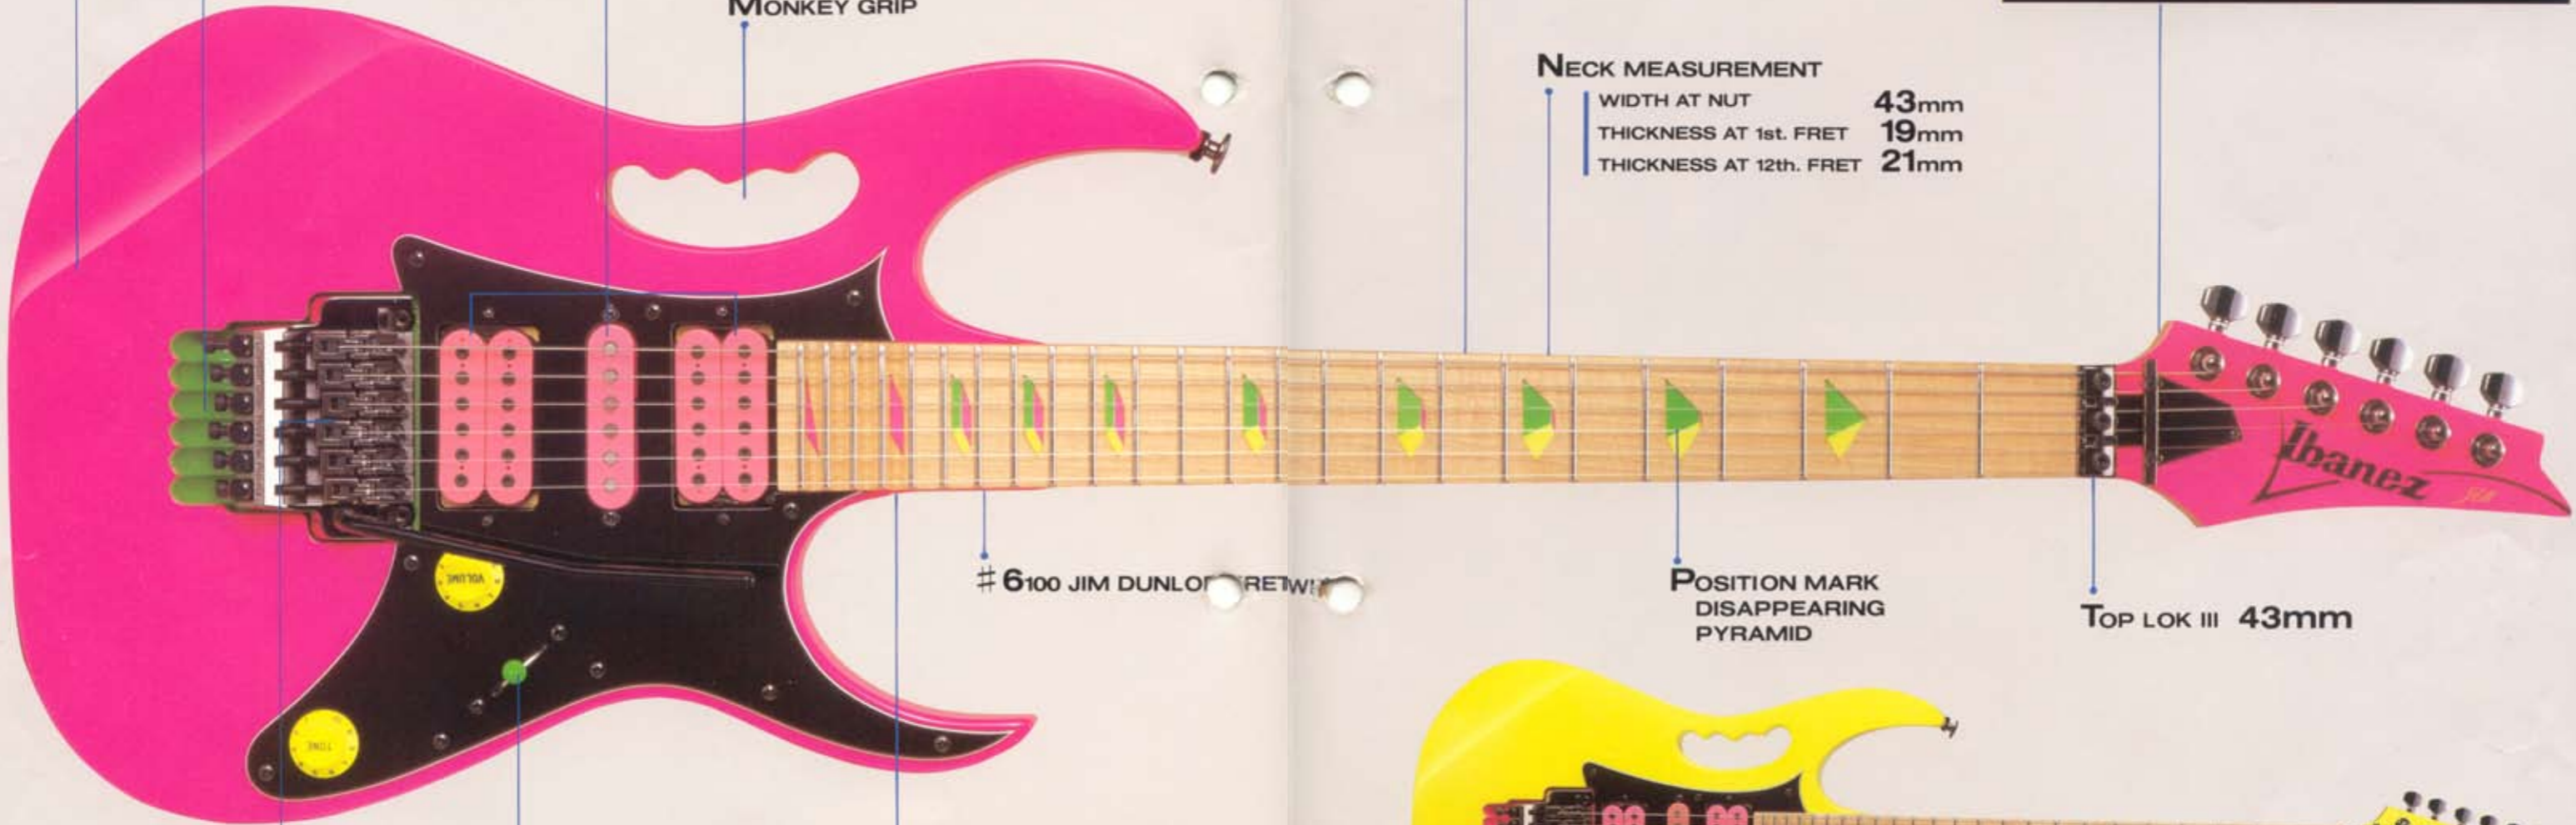 MONKEY GRIP
NECK MEASUREMENT
WIDTH AT NUT 43mm
THICKNESS AT 1st. FRET 19mm
THICKNESS AT 12th. FRET 21mm
Ibanez
VOLUME
TONE
#6100 JIM DUNLOP
POSITION MARK
DISAPPEARING
PYRAMID
TOP LOK III 43mm